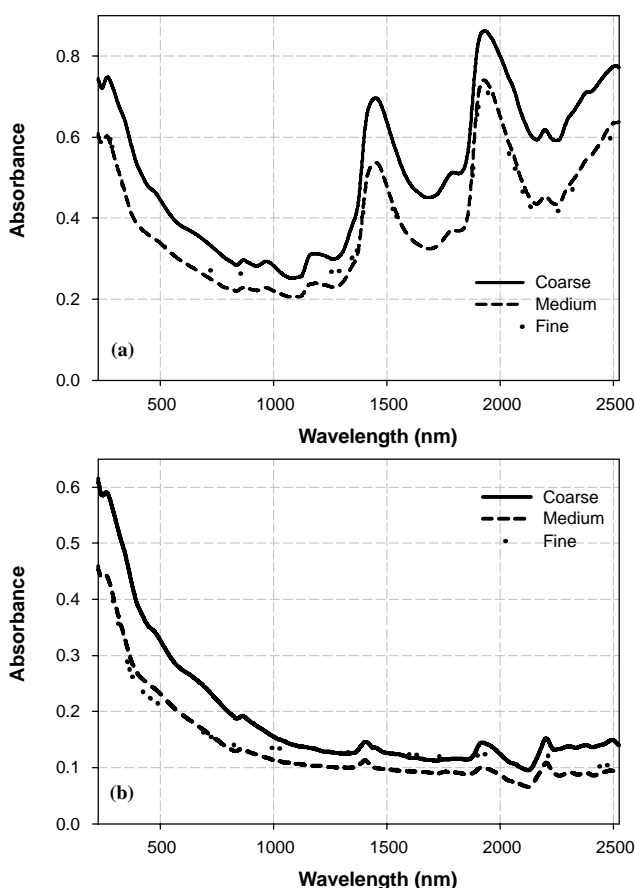 0.8
0.6
0.4
0.2
0.0
Absorbance
Coarse
Medium
Fine
(a)
500 1000 1500 2000 2500
Wavelength (nm)
0.6
0.5
0.4
0.3
0.2
0.1
0.0
Absorbance
Coarse
Medium
Fine
(b)
500 1000 1500 2000 2500
Wavelength (nm)